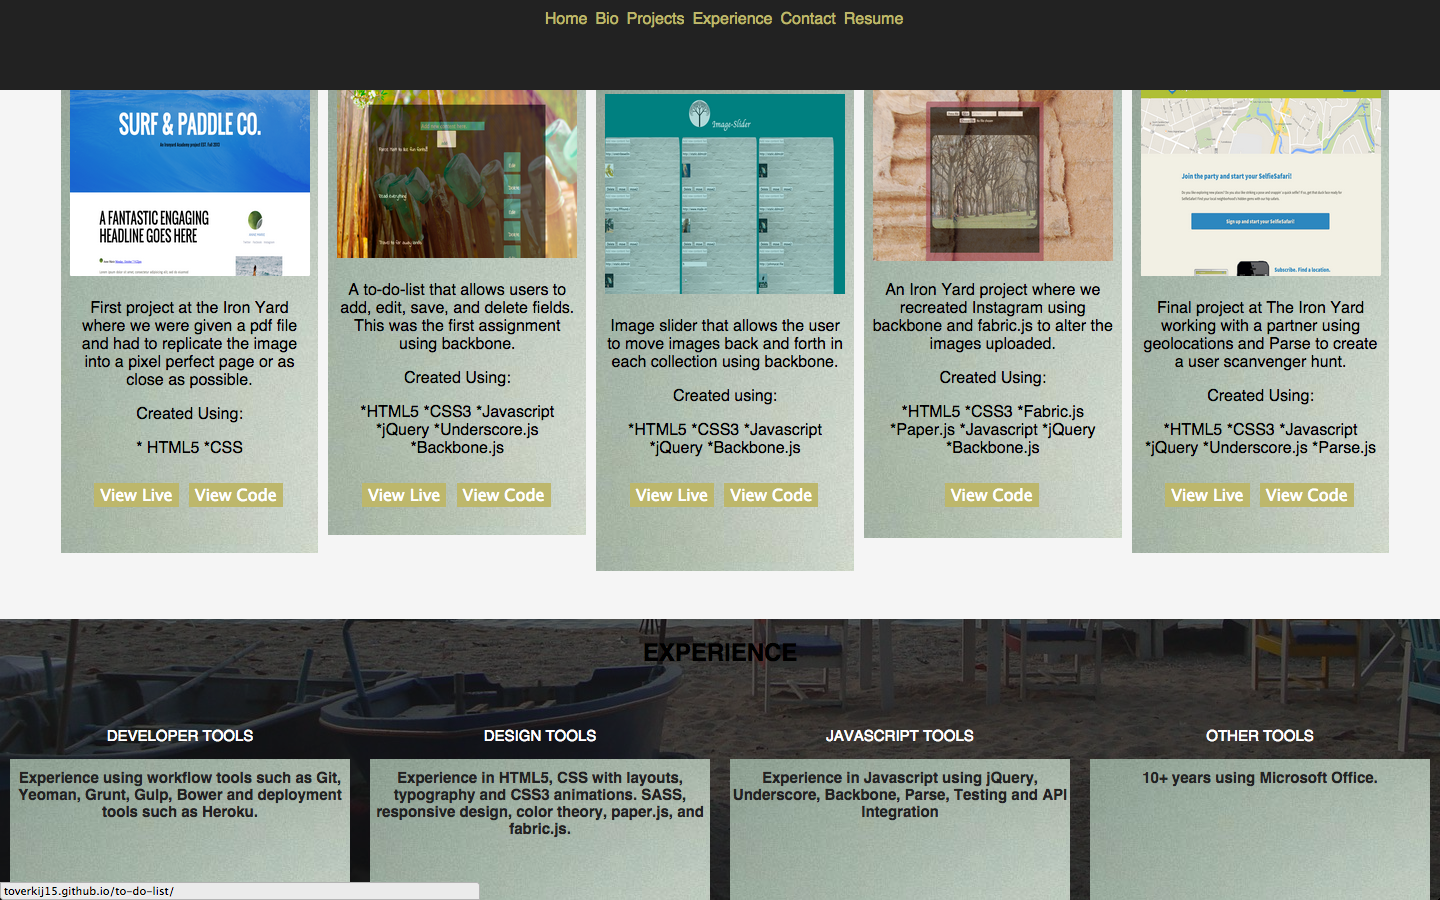 Home Bio Projects Experience Contact Resume
SURF & PADDLE CO.
A FANTASTIC ENGAGING
HEADLINE GOES HERE
First project at the Iron Yard
where we were given a pdf file
and had to replicate the image
into a pixel perfect page or as
close as possible.
Created Using:
* HTML5 *CSS
View Live View Code
A to-do-list that allows users to
add, edit, save, and delete fields.
This was the first assignment
using backbone.
Created Using:
*HTML5 *CSS3 *Javascript
*jQuery *Underscore.js
*Backbone.js
View Live View Code
Image-Slider
Image slider that allows the user
to move images back and forth in
each collection using backbone.
Created using:
*HTML5 *CSS3 *Javascript
*jQuery *Backbone.js
View Live View Code
An Iron Yard project where we
recreated Instagram using
backbone and fabric.js to alter the
images uploaded.
Created Using:
*HTML5 *CSS3 *Fabric.js
*Paper.js *Javascript *jQuery
*Backbone.js
View Code
Join the party and start your SelfieSafari!
Sign up and start your SelfieSafari!
Subscribe. Find a location.
Final project at The Iron Yard
working with a partner using
geolocations and Parse to create
a user scanvenger hunt.
Created Using:
*HTML5 *CSS3 *Javascript
*jQuery *Underscore.js *Parse.js
View Live View Code
EXPERIENCE
DEVELOPER TOOLS
Experience using workflow tools such as Git,
Yeoman, Grunt, Gulp, Bower and deployment
tools such as Heroku.
DESIGN TOOLS
Experience in HTML5, CSS with layouts,
typography and CSS3 animations. SASS,
responsive design, color theory, paper.js, and
fabric.js.
JAVASCRIPT TOOLS
Experience in Javascript using jQuery,
Underscore, Backbone, Parse, Testing and API
Integration
OTHER TOOLS
10+ years using Microsoft Office.
toverkij15.github.io/to-do-list/